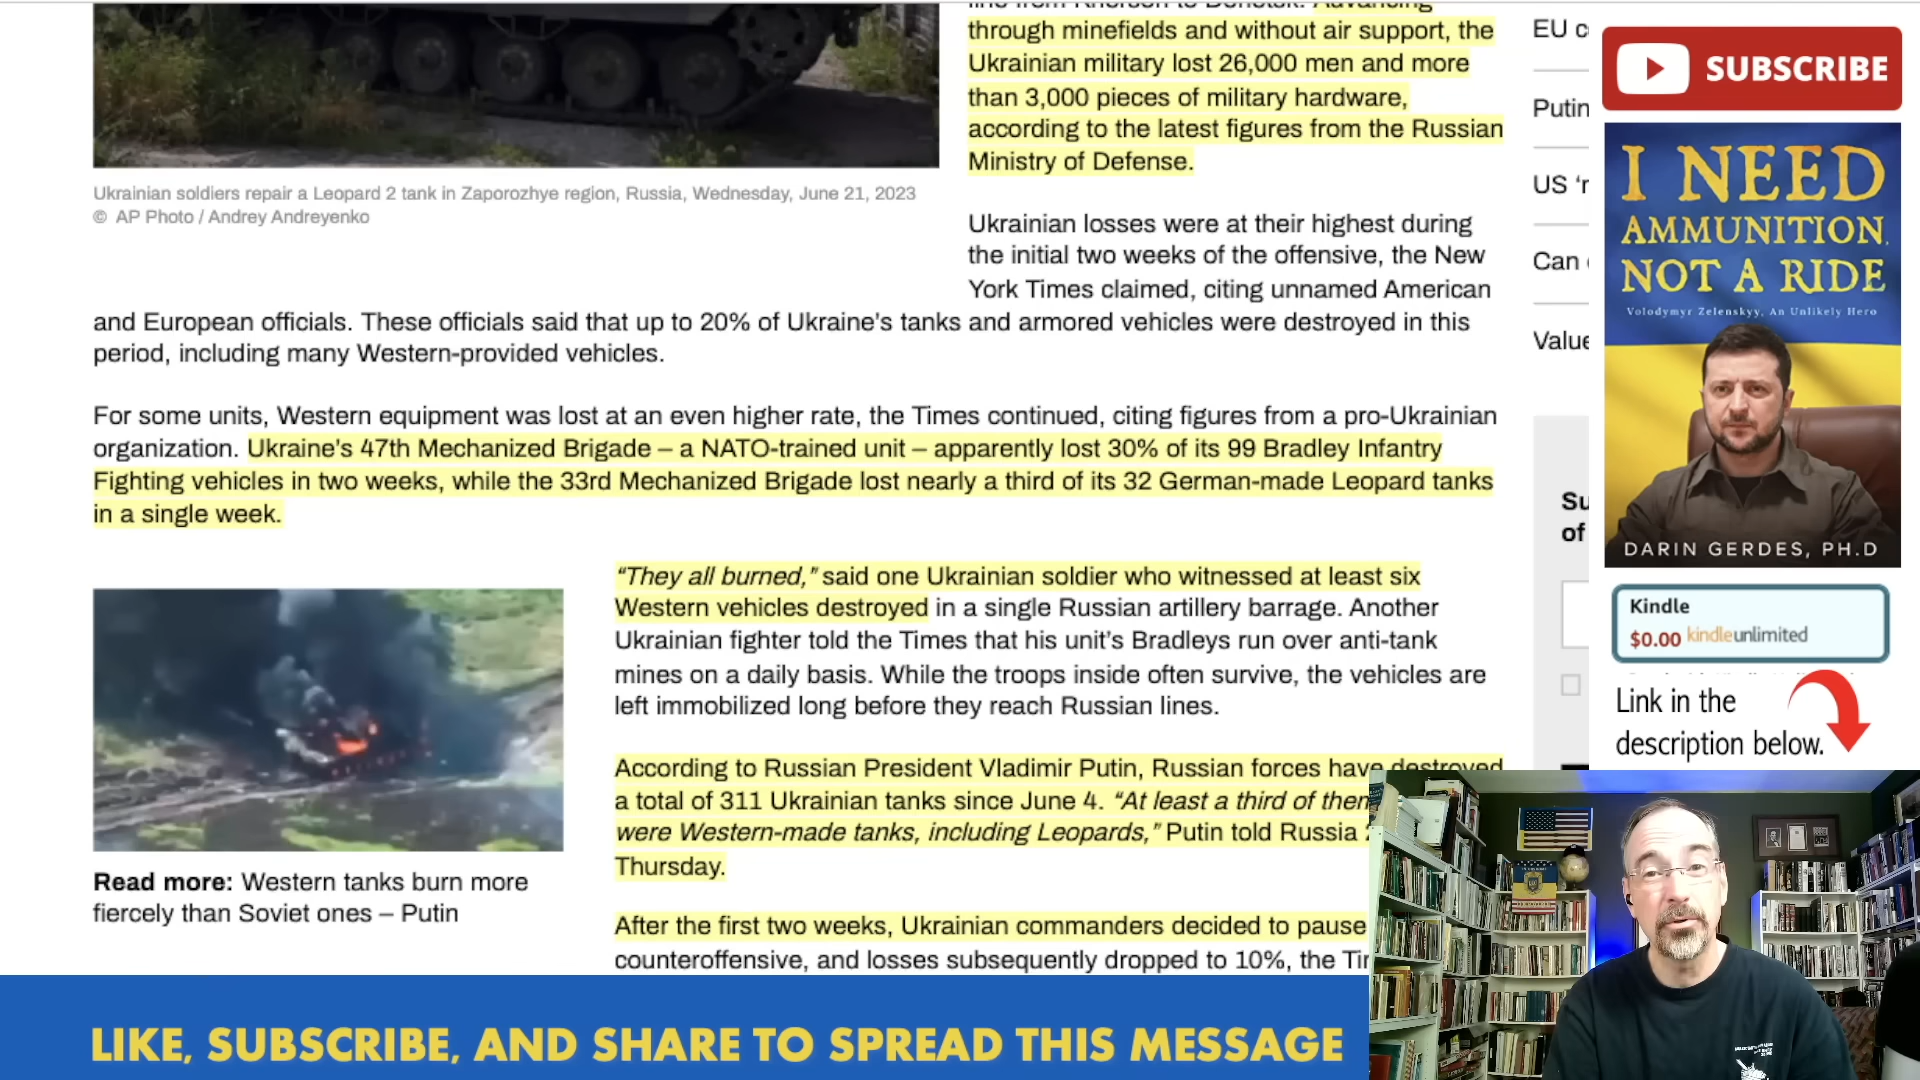 through minefields and without air support, the
Ukrainian military lost 26,000 men and more
than 3,000 pieces of military hardware,
according to the latest figures from the Russian
Ministry of Defense.
Ukrainian soldiers repair a Leopard 2 tank in Zaporozhye region, Russia, Wednesday, June 21, 2023
© AP Photo / Andrey Andreyenko
Ukrainian losses were at their highest during
the initial two weeks of the offensive, the New
York Times claimed, citing unnamed American
and European officials. These officials said that up to 20% of Ukraine's tanks and armored vehicles were destroyed in this
period, including many Western-provided vehicles.
For some units, Western equipment was lost at an even higher rate, the Times continued, citing figures from a pro-Ukrainian
organization. Ukraine's 47th Mechanized Brigade – a NATO-trained unit – apparently lost 30% of its 99 Bradley Infantry
Fighting vehicles in two weeks, while the 33rd Mechanized Brigade lost nearly a third of its 32 German-made Leopard tanks
in a single week.
“They all burned,” said one Ukrainian soldier who witnessed at least six
Western vehicles destroyed in a single Russian artillery barrage. Another
Ukrainian fighter told the Times that his unit’s Bradleys run over anti-tank
mines on a daily basis. While the troops inside often survive, the vehicles are
left immobilized long before they reach Russian lines.
According to Russian President Vladimir Putin, Russian forces have destroyed
a total of 311 Ukrainian tanks since June 4. “At least a third of them
were Western-made tanks, including Leopards,” Putin told Russia
Thursday.
After the first two weeks, Ukrainian commanders decided to pause
counteroffensive, and losses subsequently dropped to 10%, the
Read more: Western tanks burn more
fiercely than Soviet ones – Putin
EU
Putin
US
Can
Value
Su
of
SUBSCRIBE
I NEED
AMMUNITION,
NOT A RIDE
Volodymyr Zelenskyy, An Unlikely Hero
DARIN GERDES, PH.D
Kindle
$0.00 kindleunlimited
Link in the
description below.
LIKE, SUBSCRIBE, AND SHARE TO SPREAD THIS MESSAGE